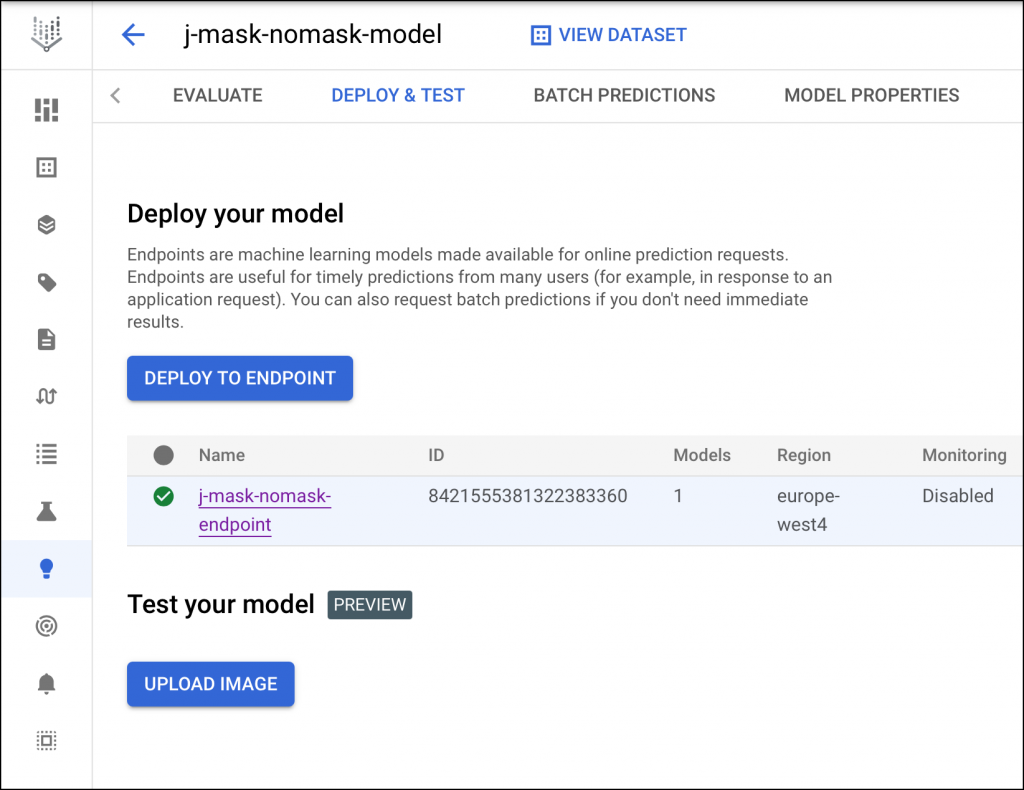 j-mask-nomask-model VIEW DATASET
EVALUATE DEPLOY & TEST BATCH PREDICTIONS MODEL PROPERTIES
Deploy your model
Endpoints are machine learning models made available for online prediction requests.
Endpoints are useful for timely predictions from many users (for example, in response to an
application request). You can also request batch predictions if you don't need immediate
results.
DEPLOY TO ENDPOINT
Name ID Models Region Monitoring
j-mask-nomask- 8421555381322383360 1 europe- Disabled
endpoint west4
Test your model PREVIEW
UPLOAD IMAGE